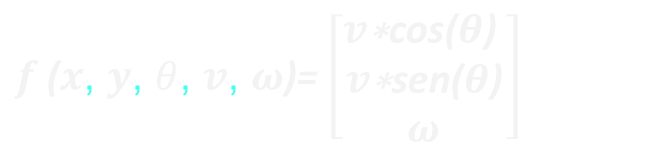 v*cos(θ)
f (x, y, θ, v, ω)= v*sen(θ)
ω